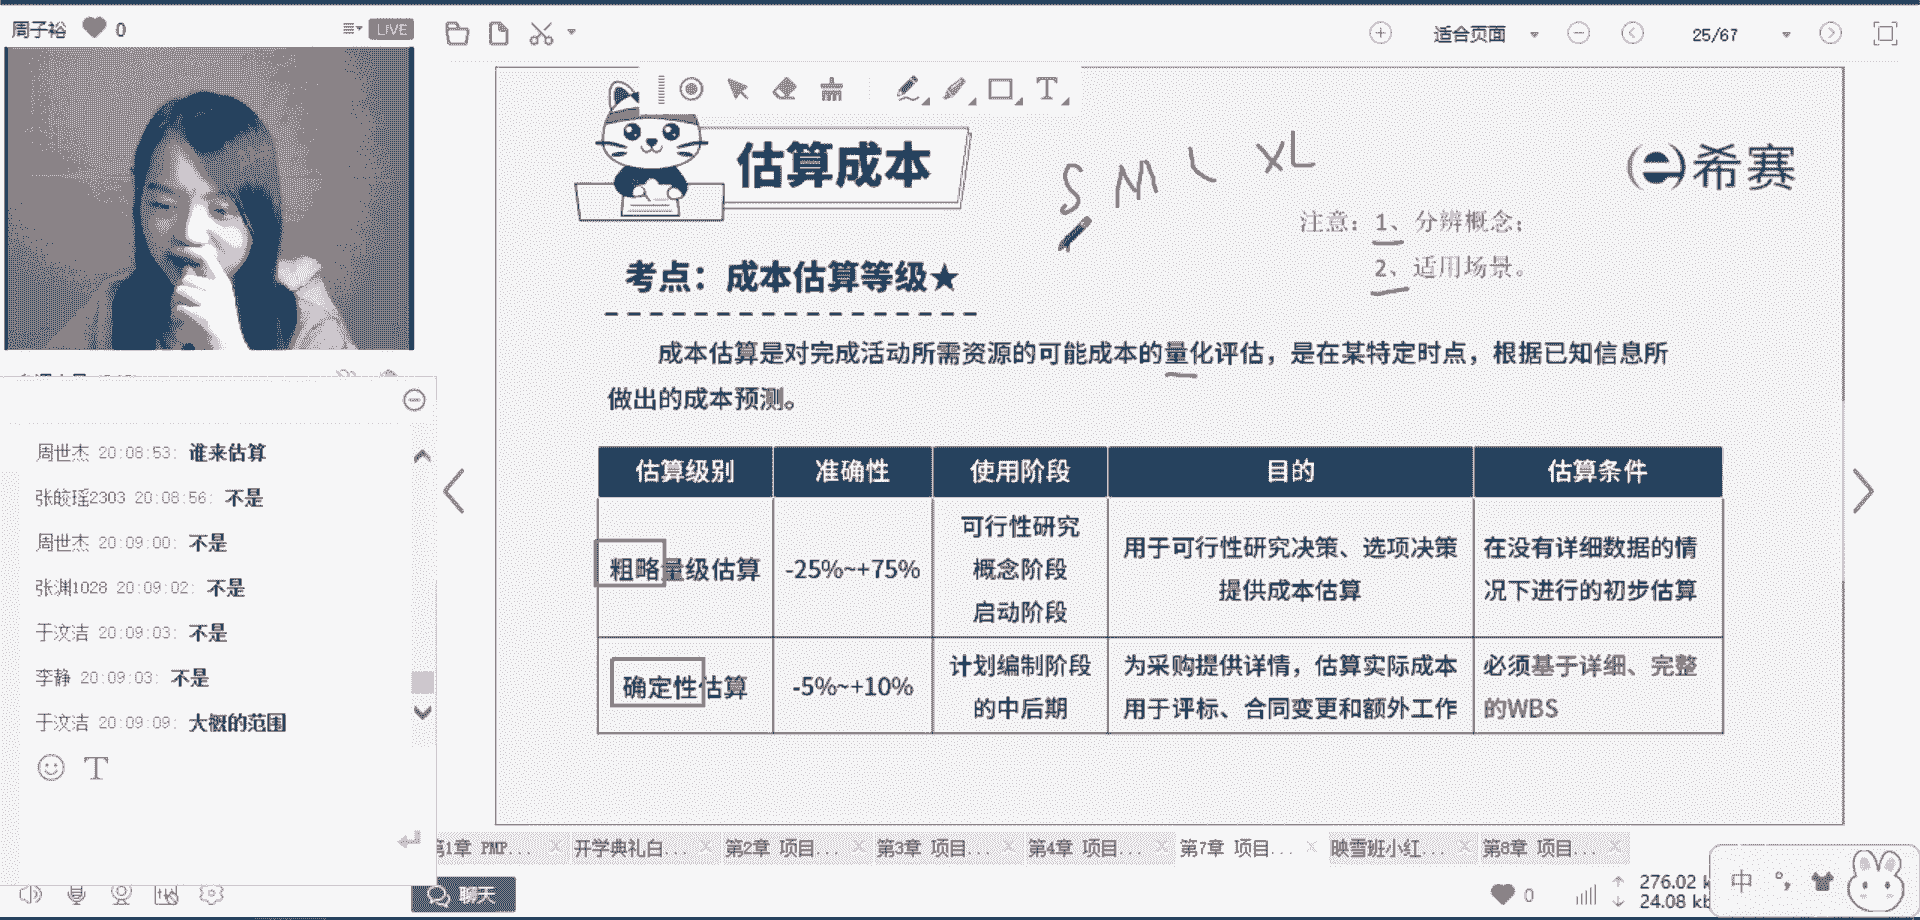 周子裕 0 LIVE
适合页面 25/67
估算成本
S M L XL
希赛
注意：1、分辨概念；
2、适用场景。
考点：成本估算等级★
成本估算是对完成活动所需资源的可能成本的量化评估，是在某特定时点，根据已知信息所
做出的成本预测。
估算级别 准确性 使用阶段 目的 估算条件
粗略量级估算 -25%~+75% 可行性研究 概念阶段 启动阶段 用于可行性研究决策、选项决策 提供成本估算 在没有详细数据的情 况下进行的初步估算
确定性估算 -5%~+10% 计划编制阶段 的中后期 为采购提供详情，估算实际成本 用于评标、合同变更和额外工作 必须基于详细、完整 的WBS
周世杰 20:08:53: 谁来估算
张皎瑶2303 20:08:56: 不是
周世杰 20:09:00: 不是
张渊1028 20:09:02: 不是
于汶洁 20:09:03: 不是
李静 20:09:03: 不是
于汶洁 20:09:09: 大概的范围
T
第1章 PMP... 开学典礼白... 第2章 项目... 第3章 项目... 第4章 项目... 第7章 项目... 映雪班小红... 第8章 项目...
聊天
0
276.02 k
24.08 kb
中